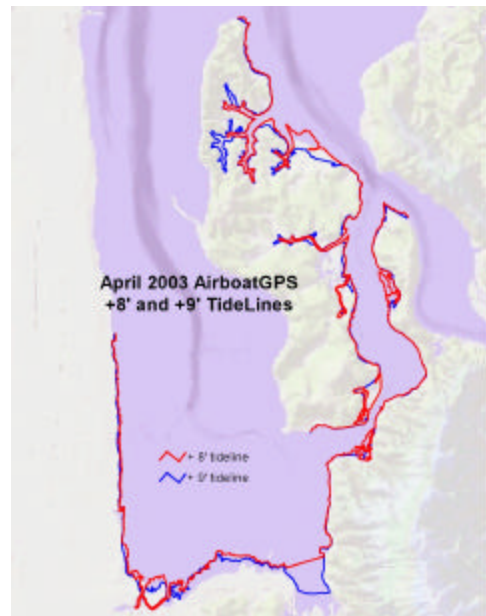 April 2003 AirboatGPS
+8' and +9' TideLines
+ 8' tideline
+ 9' tideline